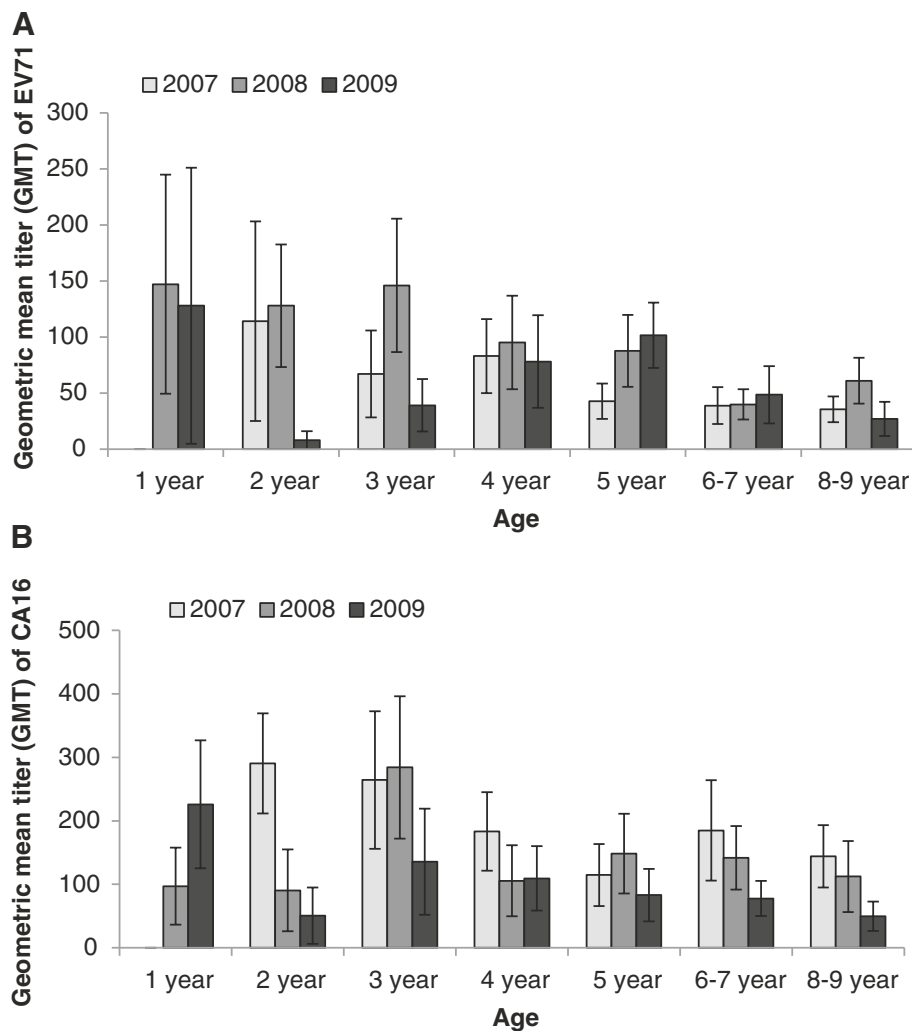 A
Geometric mean titer (GMT) of EV71
2007 2008 2009
300
250
200
150
100
50
0
1 year 2 year 3 year 4 year 5 year 6-7 year 8-9 year
Age
B
Geometric mean titer (GMT) of CA16
2007 2008 2009
500
400
300
200
100
0
1 year 2 year 3 year 4 year 5 year 6-7 year 8-9 year
Age